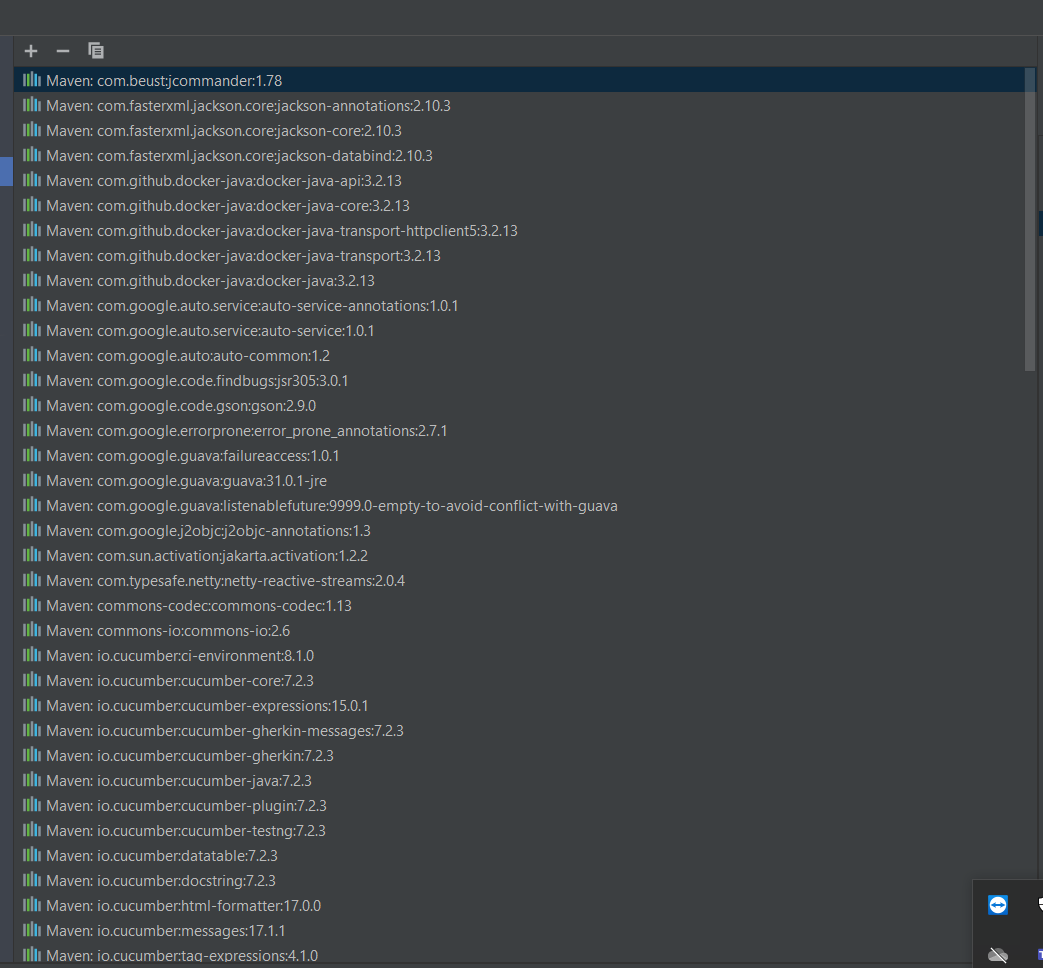 Maven: com.beust:jcommander:1.78
Maven: com.fasterxml.jackson.core:jackson-annotations:2.10.3
Maven: com.fasterxml.jackson.core:jackson-core:2.10.3
Maven: com.fasterxml.jackson.core:jackson-databind:2.10.3
Maven: com.github.docker-java:docker-java-api:3.2.13
Maven: com.github.docker-java:docker-java-core:3.2.13
Maven: com.github.docker-java:docker-java-transport-httpclient5:3.2.13
Maven: com.github.docker-java:docker-java-transport:3.2.13
Maven: com.github.docker-java:docker-java:3.2.13
Maven: com.google.auto.service:auto-service-annotations:1.0.1
Maven: com.google.auto.service:auto-service:1.0.1
Maven: com.google.auto:auto-common:1.2
Maven: com.google.code.findbugs:jsr305:3.0.1
Maven: com.google.code.gson:gson:2.9.0
Maven: com.google.errorprone:error_prone_annotations:2.7.1
Maven: com.google.guava:failureaccess:1.0.1
Maven: com.google.guava:guava:31.0.1-jre
Maven: com.google.guava:listenablefuture:9999.0-empty-to-avoid-conflict-with-guava
Maven: com.google.j2objc:j2objc-annotations:1.3
Maven: com.sun.activation:jakarta.activation:1.2.2
Maven: com.typesafe.netty:netty-reactive-streams:2.0.4
Maven: commons-codec:commons-codec:1.13
Maven: commons-io:commons-io:2.6
Maven: io.cucumber:ci-environment:8.1.0
Maven: io.cucumber:cucumber-core:7.2.3
Maven: io.cucumber:cucumber-expressions:15.0.1
Maven: io.cucumber:cucumber-gherkin-messages:7.2.3
Maven: io.cucumber:cucumber-gherkin:7.2.3
Maven: io.cucumber:cucumber-java:7.2.3
Maven: io.cucumber:cucumber-plugin:7.2.3
Maven: io.cucumber:cucumber-testng:7.2.3
Maven: io.cucumber:datatable:7.2.3
Maven: io.cucumber:docstring:7.2.3
Maven: io.cucumber:html-formatter:17.0.0
Maven: io.cucumber:messages:17.1.1
Maven: io.cucumber:tag-expressions:4.1.0